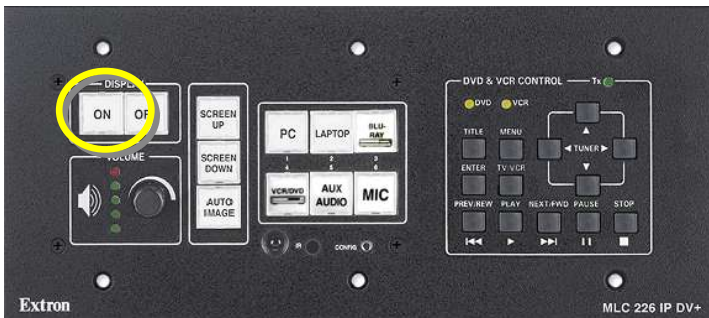 DISPLAY
ON
OF
VOLUME
SCREEN
UP
SCREEN
DOWN
AUTO
IMAGE
PC
LAPTOP
BLU-
RAY
1
2
3
4
5
6
VCR/DVD
AUX
AUDIO
MIC
IR
CONFIG
DVD & VCR CONTROL
Tx
DVD
VCR
TITLE
MENU
TUNER
ENTER
TV/VCR
PREV/REW
PLAY
NEXT/FWD
PAUSE
STOP
Extron
MLC 226 IP DV+